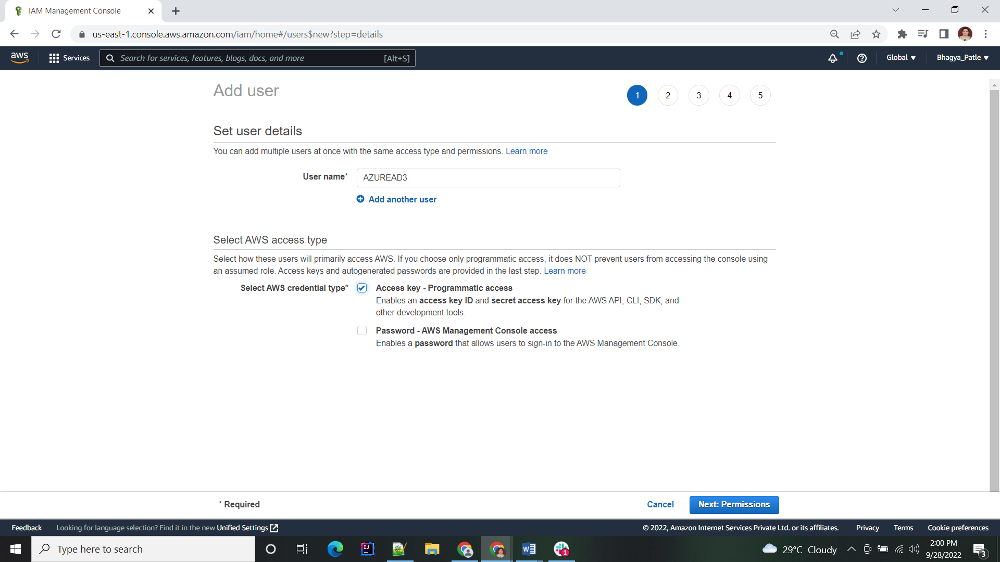 IAM Management Console
us-east-1.console.aws.amazon.com/iam/home#/users$new?step=details
aws
Services
Search for services, features, blogs, docs, and more
[Alt+S]
Global
Bhagya_Patle
Add user
1 2 3 4 5
Set user details
You can add multiple users at once with the same access type and permissions. Learn more
User name*
AZUREAD3
Add another user
Select AWS access type
Select how these users will primarily access AWS. If you choose only programmatic access, it does NOT prevent users from accessing the console using
an assumed role. Access keys and autogenerated passwords are provided in the last step. Learn more
Select AWS credential type*
Access key - Programmatic access
Enables an access key ID and secret access key for the AWS API, CLI, SDK, and
other development tools.
Password - AWS Management Console access
Enables a password that allows users to sign-in to the AWS Management Console.
* Required
Cancel
Next: Permissions
Feedback
Looking for language selection? Find it in the new Unified Settings
© 2022, Amazon Internet Services Private Ltd. or its affiliates.
Privacy
Terms
Cookie preferences
Type here to search
IJ
W
1
29°C Cloudy
2:00 PM
9/28/2022
3